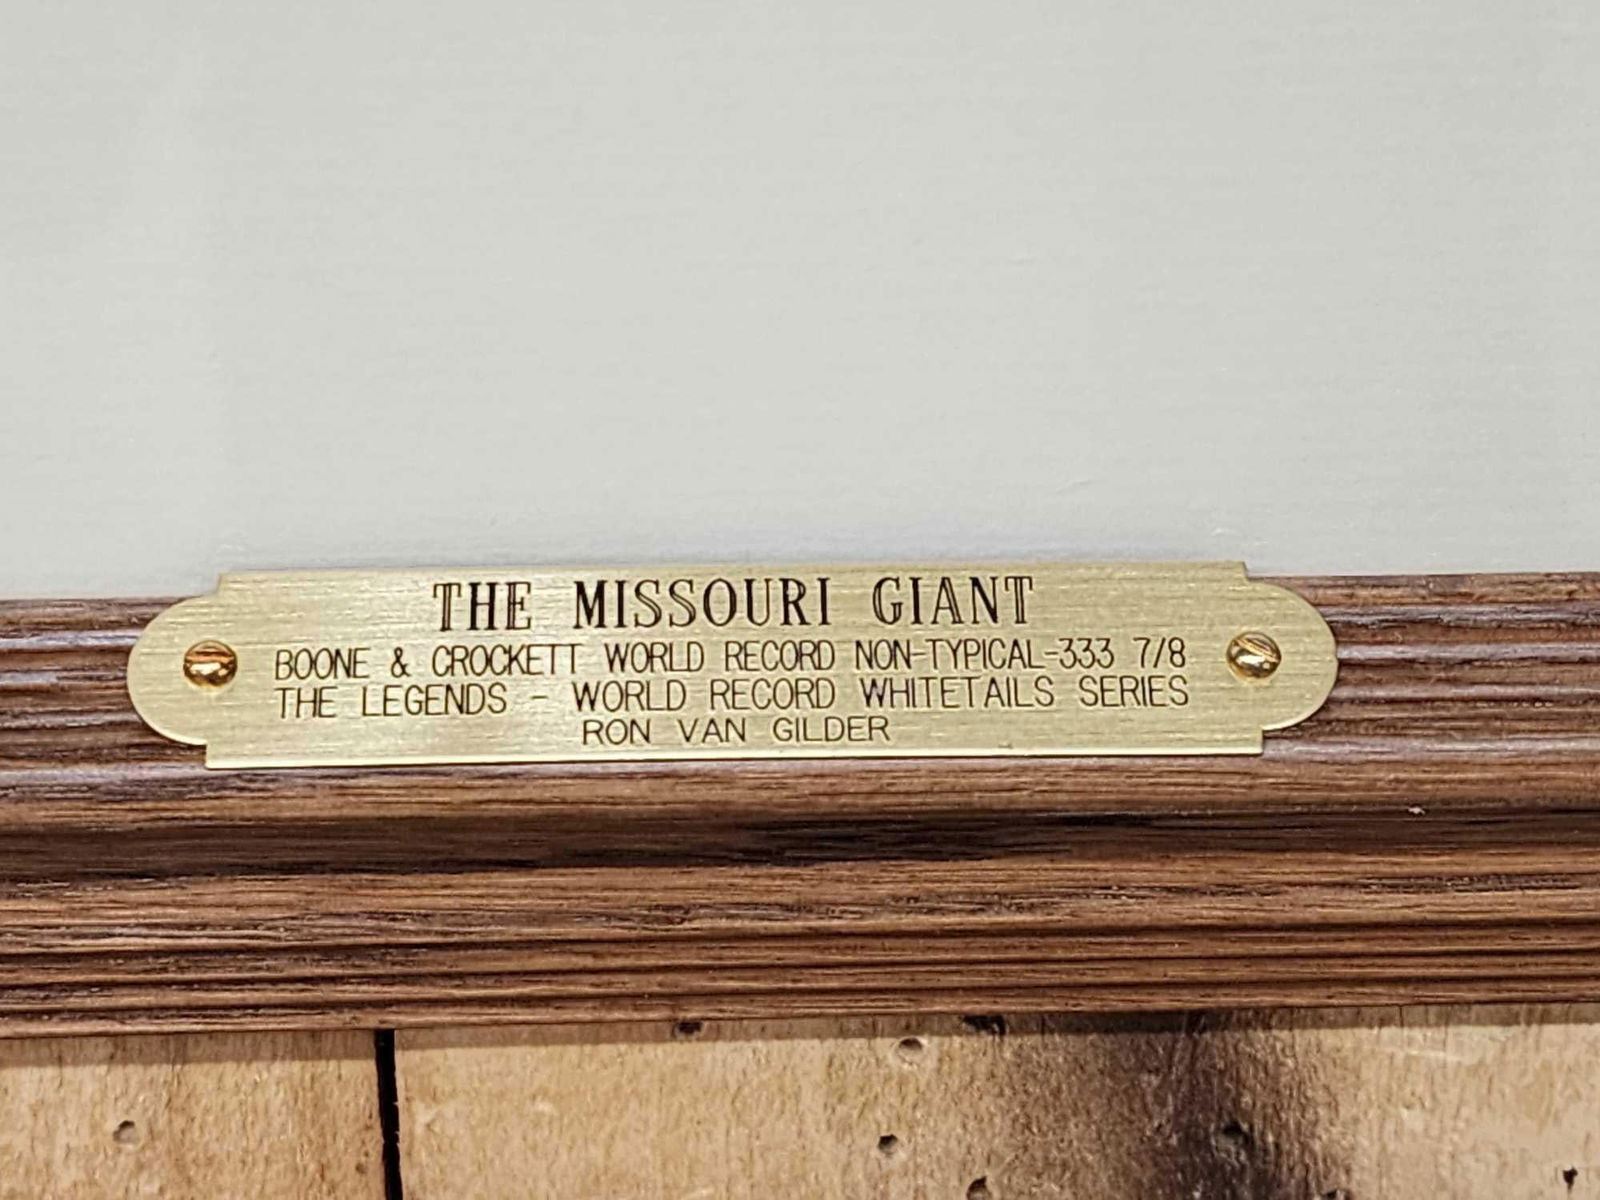 THE MISSOURI GIANT
BOONE & CROCKETT WORLD RECORD NON-TYPICAL-333 7/8
THE LEGENDS - WORLD RECORD WHITETAILS SERIES
RON VAN GILDER